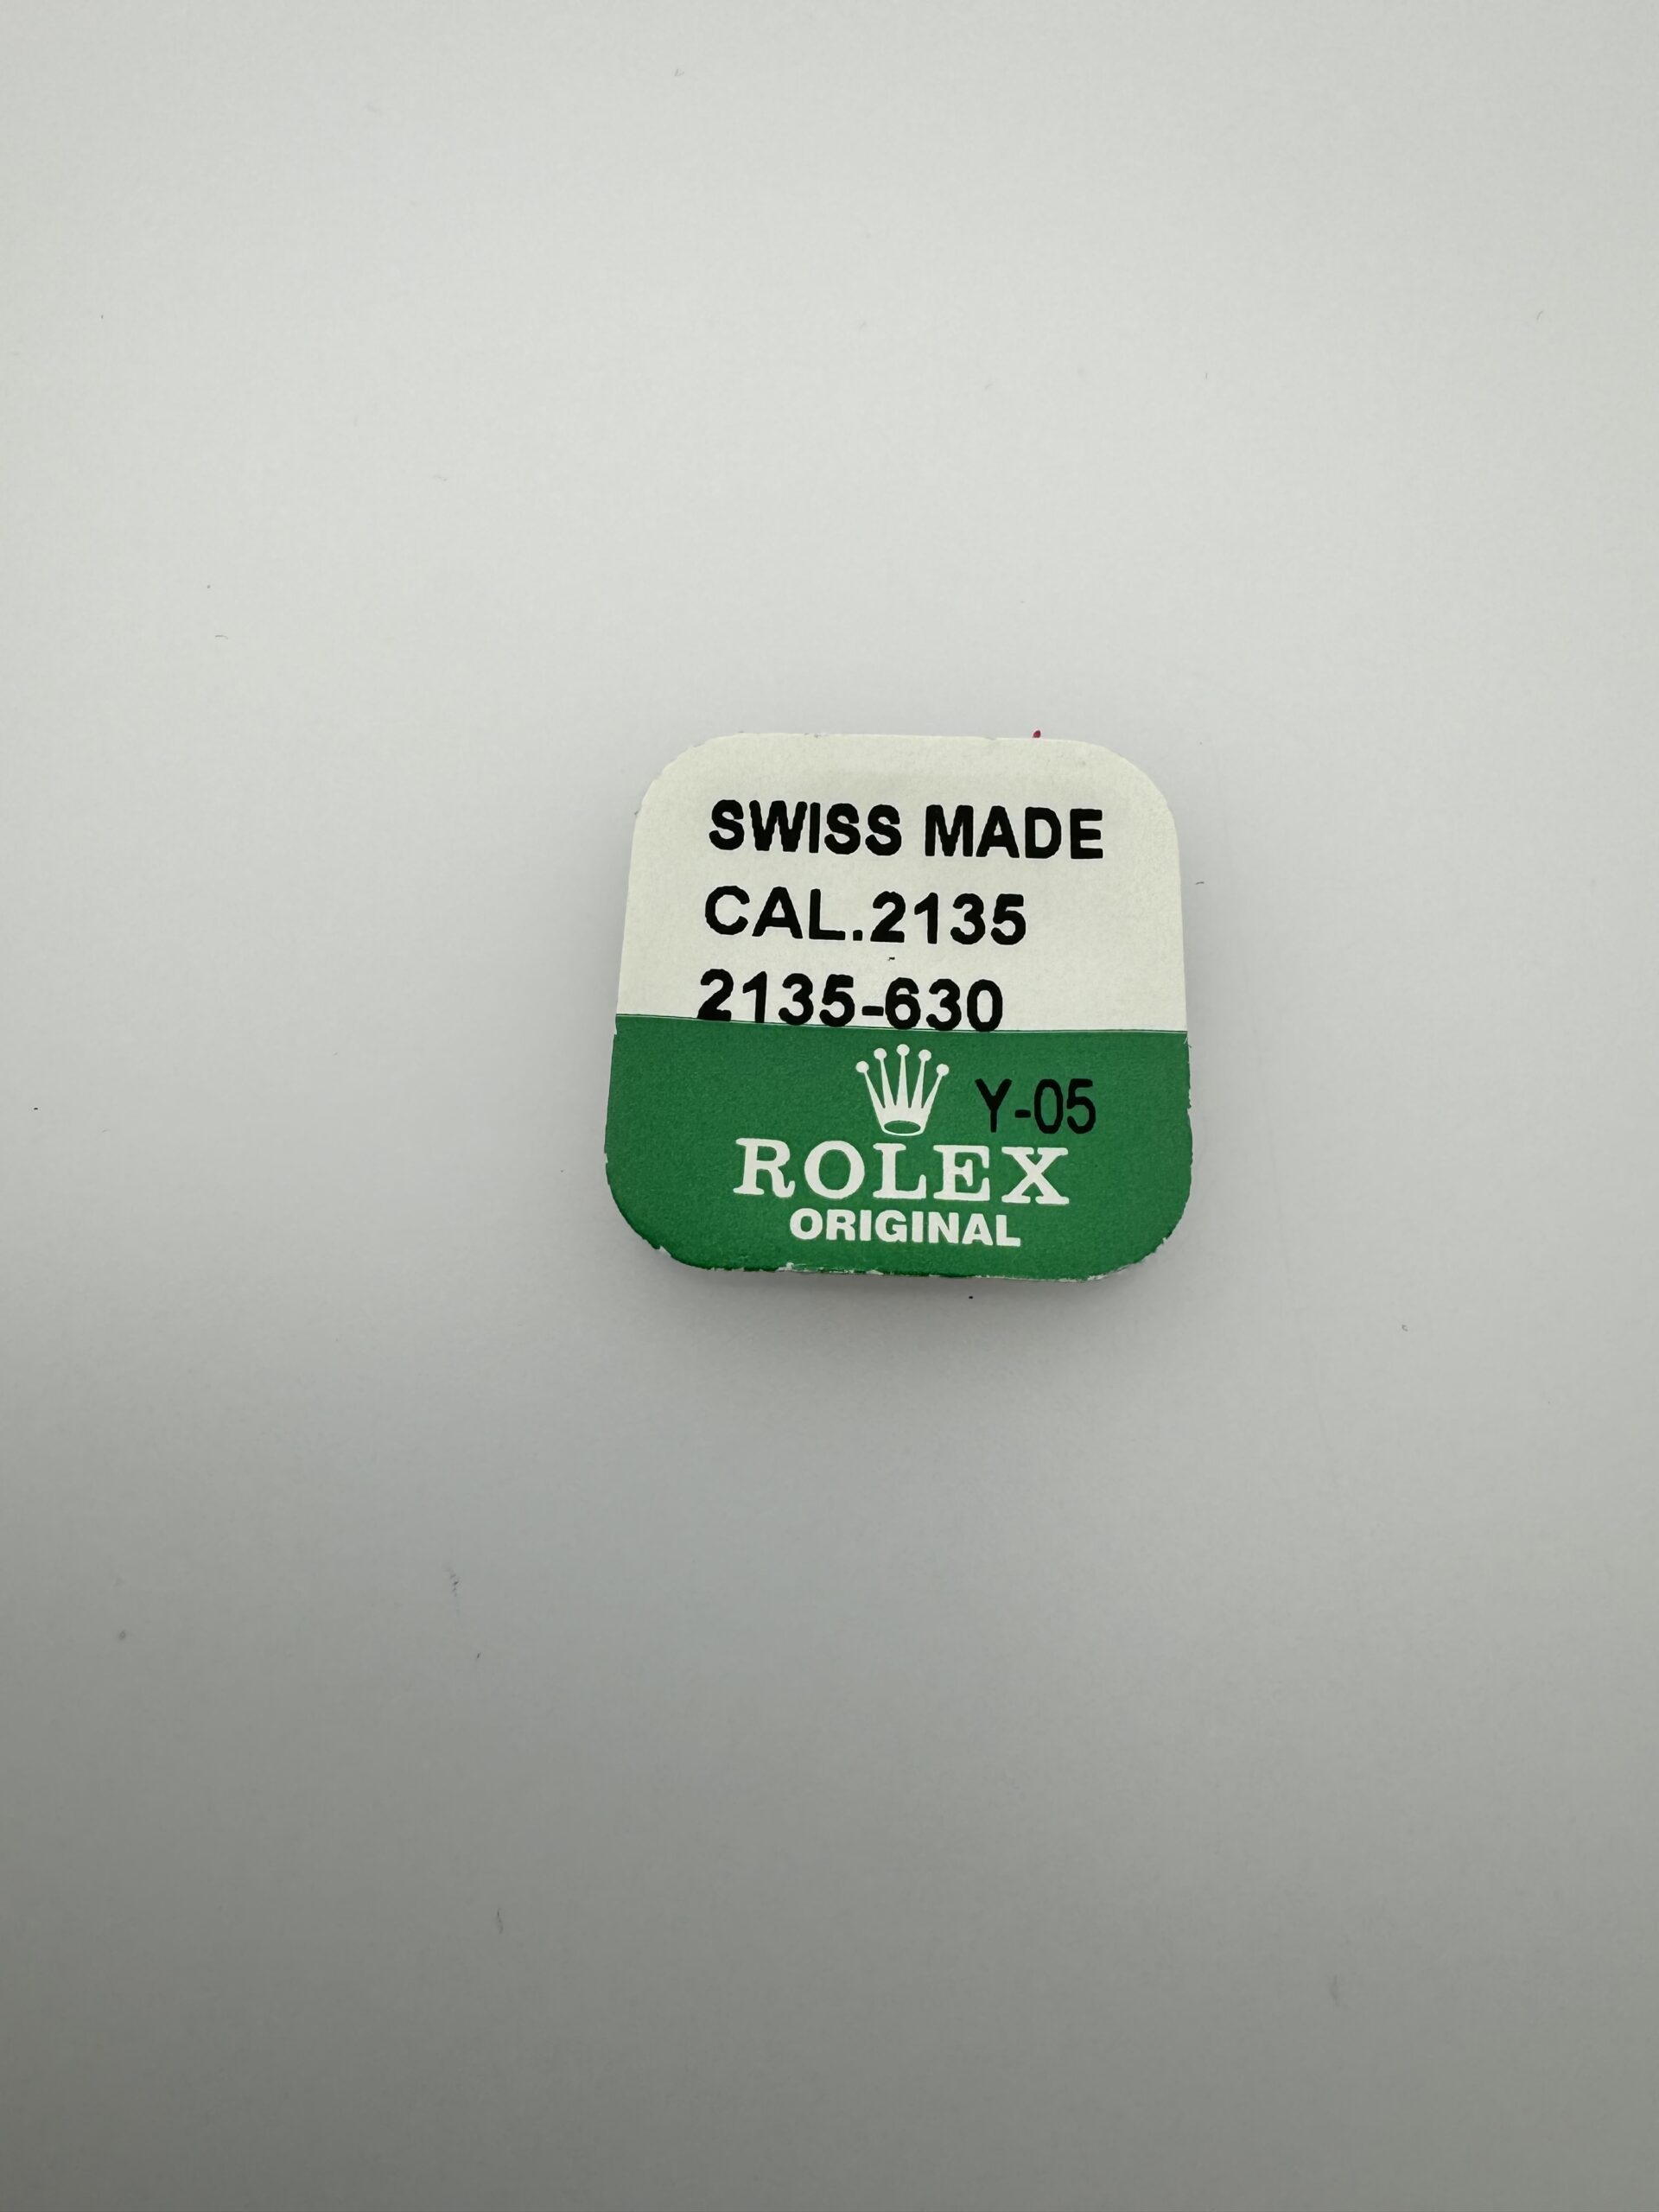 SWISS MADE
CAL.2135
2135-630
Y-05
ROLEX
ORIGINAL